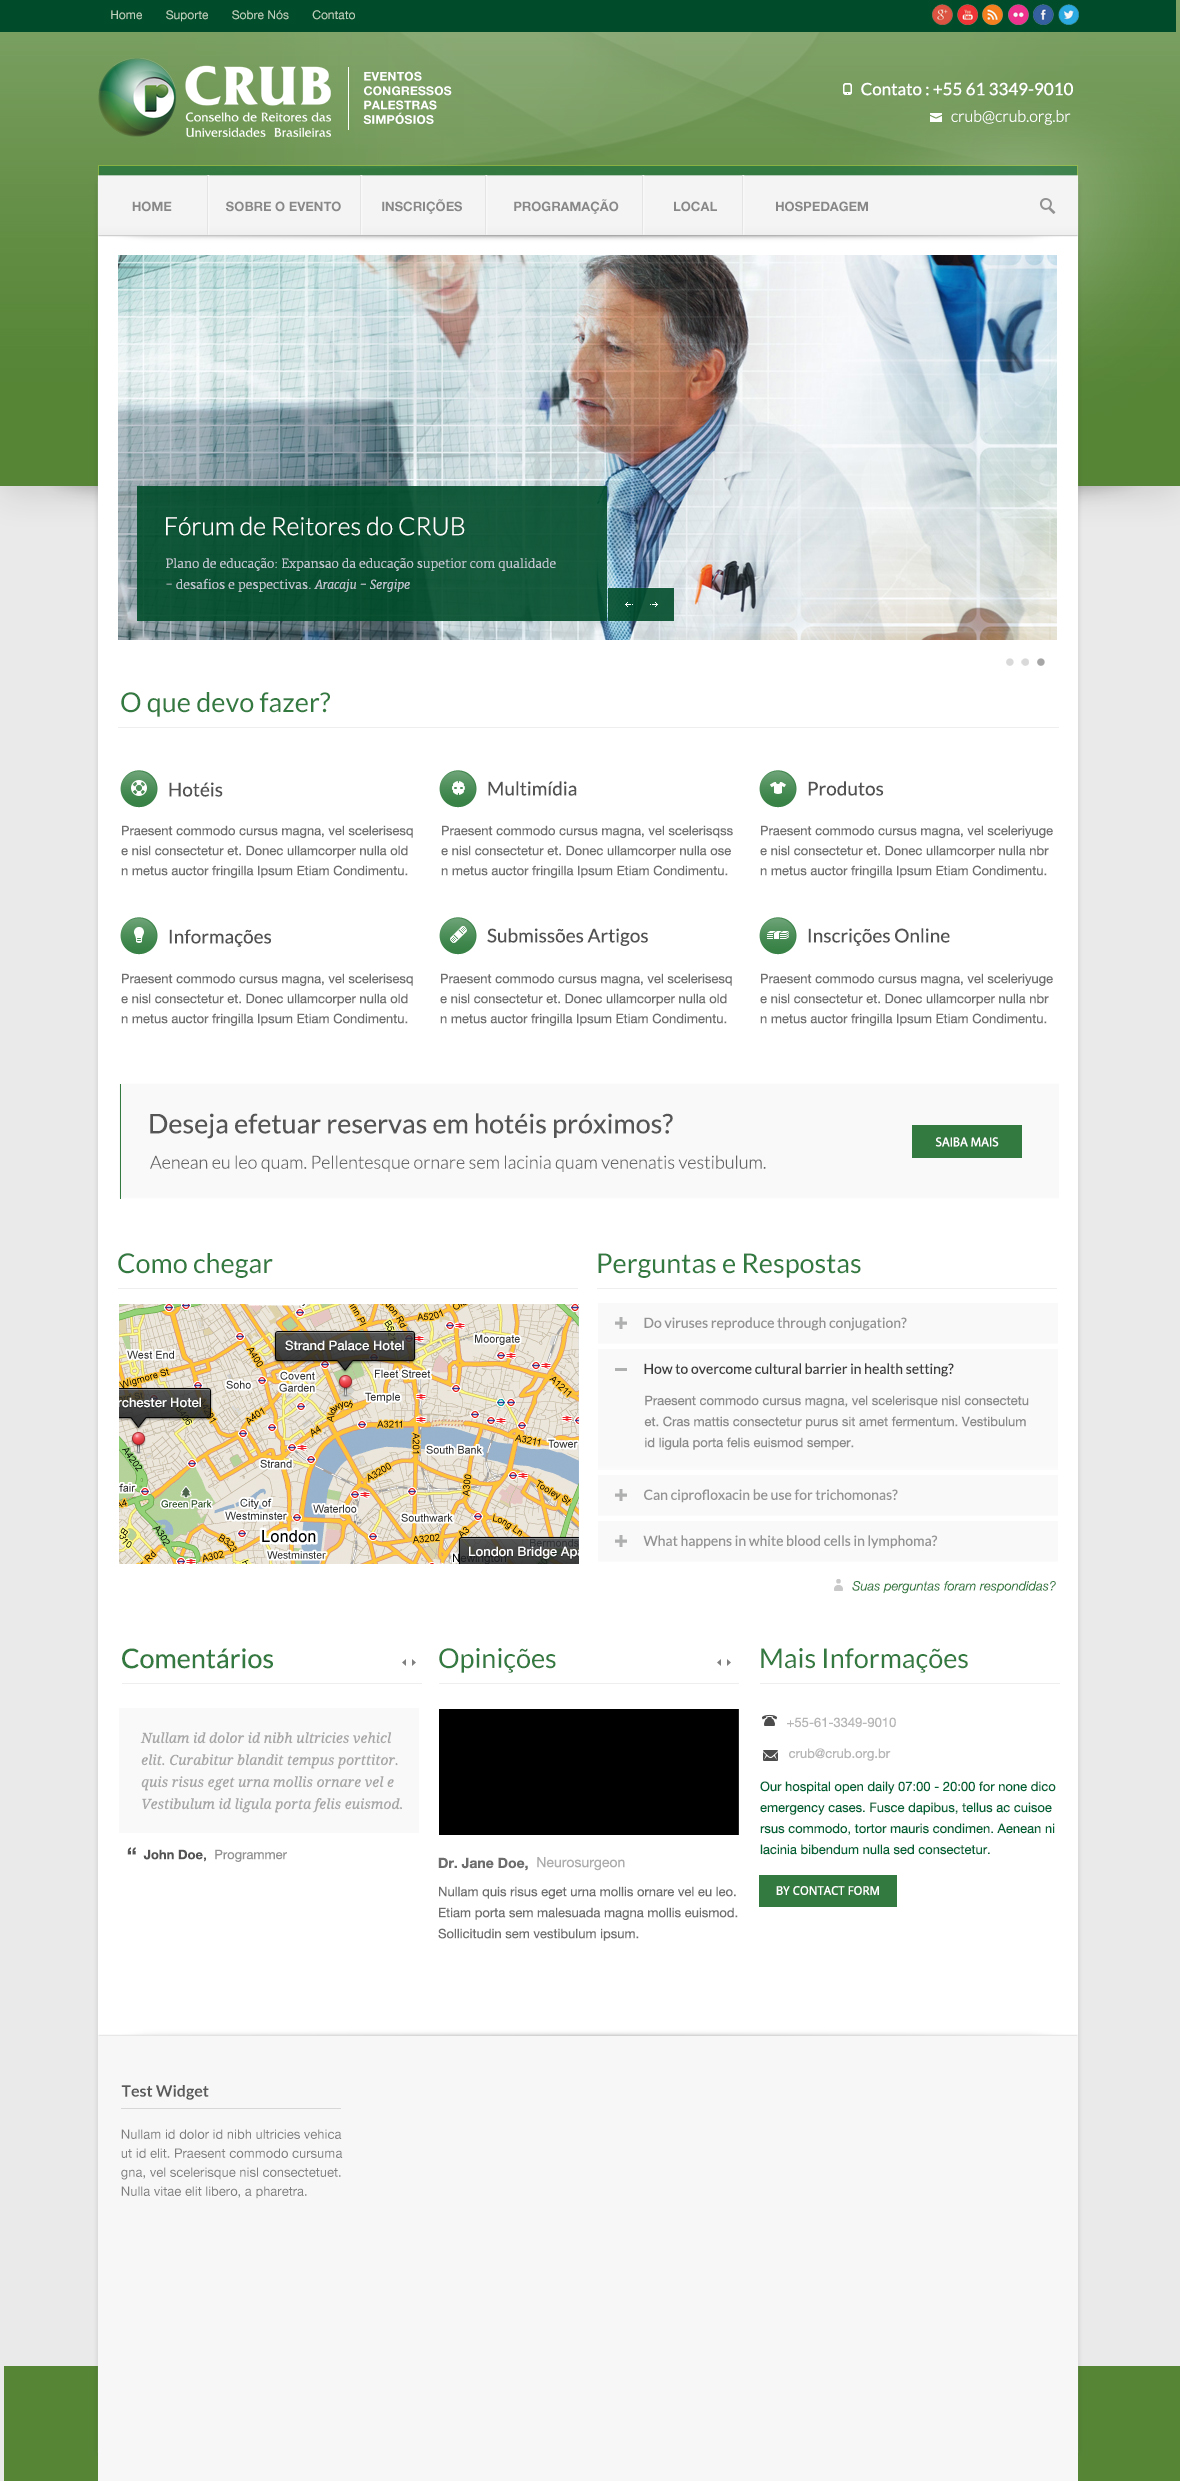 Home Suporte Sobre Nós Contato
CRUB
Conselho de Reitores das
Universidades Brasileiras
EVENTOS
CONGRESSOS
PALESTRAS
SIMPÓSIOS
Contato : +55 61 3349-9010
crub@crub.org.br
HOME SOBRE O EVENTO INSCRIÇÕES PROGRAMAÇÃO LOCAL HOSPEDAGEM
Fórum de Reitores do CRUB
Plano de educação: Expansao da educação supetior com qualidade
– desafios e pespectivas. Aracaju – Sergipe
O que devo fazer?
Hotéis
Praesent commodo cursus magna, vel scelerisesq
e nisl consectetur et. Donec ullamcorper nulla old
n metus auctor fringilla Ipsum Etiam Condimentu.
Multimídia
Praesent commodo cursus magna, vel scelerisqss
e nisl consectetur et. Donec ullamcorper nulla ose
n metus auctor fringilla Ipsum Etiam Condimentu.
Produtos
Praesent commodo cursus magna, vel sceleriyuge
e nisl consectetur et. Donec ullamcorper nulla nbr
n metus auctor fringilla Ipsum Etiam Condimentu.
Informações
Praesent commodo cursus magna, vel scelerisesq
e nisl consectetur et. Donec ullamcorper nulla old
n metus auctor fringilla Ipsum Etiam Condimentu.
Submissões Artigos
Praesent commodo cursus magna, vel scelerisesq
e nisl consectetur et. Donec ullamcorper nulla old
n metus auctor fringilla Ipsum Etiam Condimentu.
Inscrições Online
Praesent commodo cursus magna, vel sceleriyuge
e nisl consectetur et. Donec ullamcorper nulla nbr
n metus auctor fringilla Ipsum Etiam Condimentu.
Deseja efetuar reservas em hotéis próximos?
Aenean eu leo quam. Pellentesque ornare sem lacinia quam venenatis vestibulum.
SAIBA MAIS
Como chegar
A5201
Moorgate
Strand Palace Hotel
West End
A400
Wigmore St
Soho
Covent
Garden
Fleet Street
Temple
A1211
rchester Hotel
A401
Aldwych
A3211
A4202
Strand
A201
South Bank
Tower
fair
A4
Green Park
City of
Westminster
A3200
Waterloo
A300
Tooley St
Southwark
Long Ln
A302
London
A3202
A3
Bermonds
A302
Westminster
Newington
London Bridge Apa
Perguntas e Respostas
Do viruses reproduce through conjugation?
How to overcome cultural barrier in health setting?
Praesent commodo cursus magna, vel scelerisque nisl consectetu
et. Cras mattis consectetur purus sit amet fermentum. Vestibulum
id ligula porta felis euismod semper.
Can ciprofloxacin be use for trichomonas?
What happens in white blood cells in lymphoma?
Suas perguntas foram respondidas?
Comentários
Nullam id dolor id nibh ultricies vehicl
elit. Curabitur blandit tempus porttitor.
quis risus eget urna mollis ornare vel e
Vestibulum id ligula porta felis euismod.
“ John Doe, Programmer
Opinições
Dr. Jane Doe, Neurosurgeon
Nullam quis risus eget urna mollis ornare vel eu leo.
Etiam porta sem malesuada magna mollis euismod.
Sollicitudin sem vestibulum ipsum.
Mais Informações
+55-61-3349-9010
crub@crub.org.br
Our hospital open daily 07:00 - 20:00 for none dico
emergency cases. Fusce dapibus, tellus ac cuisoe
rsus commodo, tortor mauris condimen. Aenean ni
lacinia bibendum nulla sed consectetur.
BY CONTACT FORM
Test Widget
Nullam id dolor id nibh ultricies vehica
ut id elit. Praesent commodo cursuma
gna, vel scelerisque nisl consectetuet.
Nulla vitae elit libero, a pharetra.